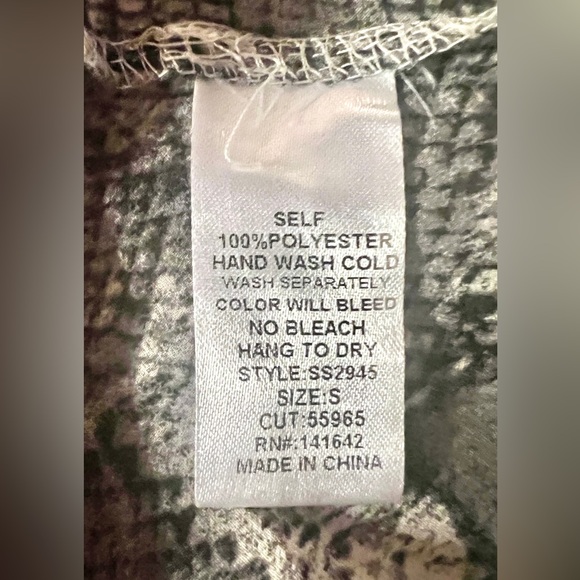 SELF
100%POLYESTER
HAND WASH COLD
WASH SEPARATELY
COLOR WILL BLEED
NO BLEACH
HANG TO DRY
STYLE:SS2945
SIZE:S
CUT:55965
RN#:141642
MADE IN CHINA